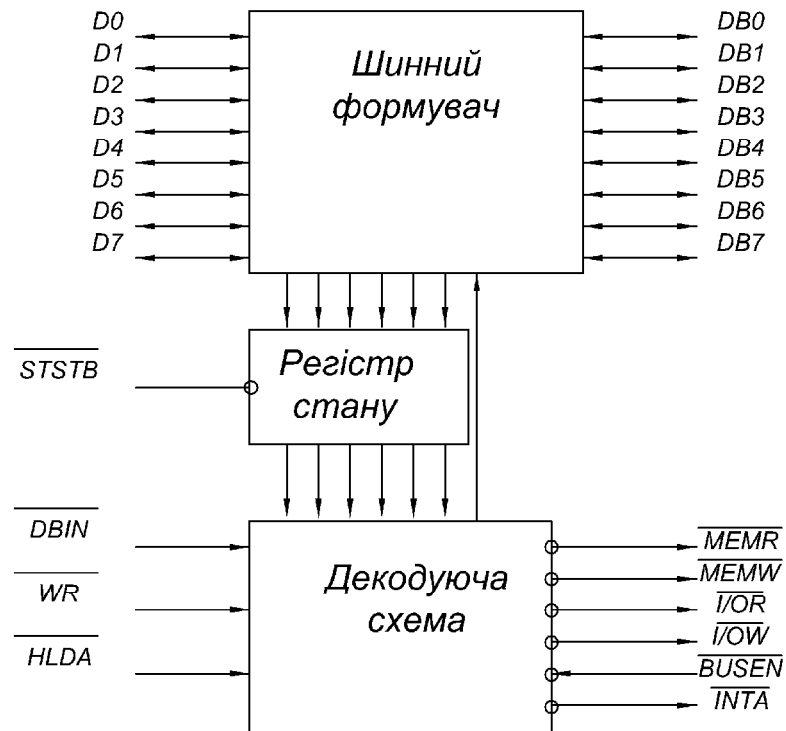 D0
D1
D2
D3
D4
D5
D6
D7
Шинний
формувач
DB0
DB1
DB2
DB3
DB4
DB5
DB6
DB7
STSTB
Регістр
стану
DBIN
WR
HLDA
Декодуюча
схема
MEMR
MEMW
I/OR
I/OW
BUSEN
INTA